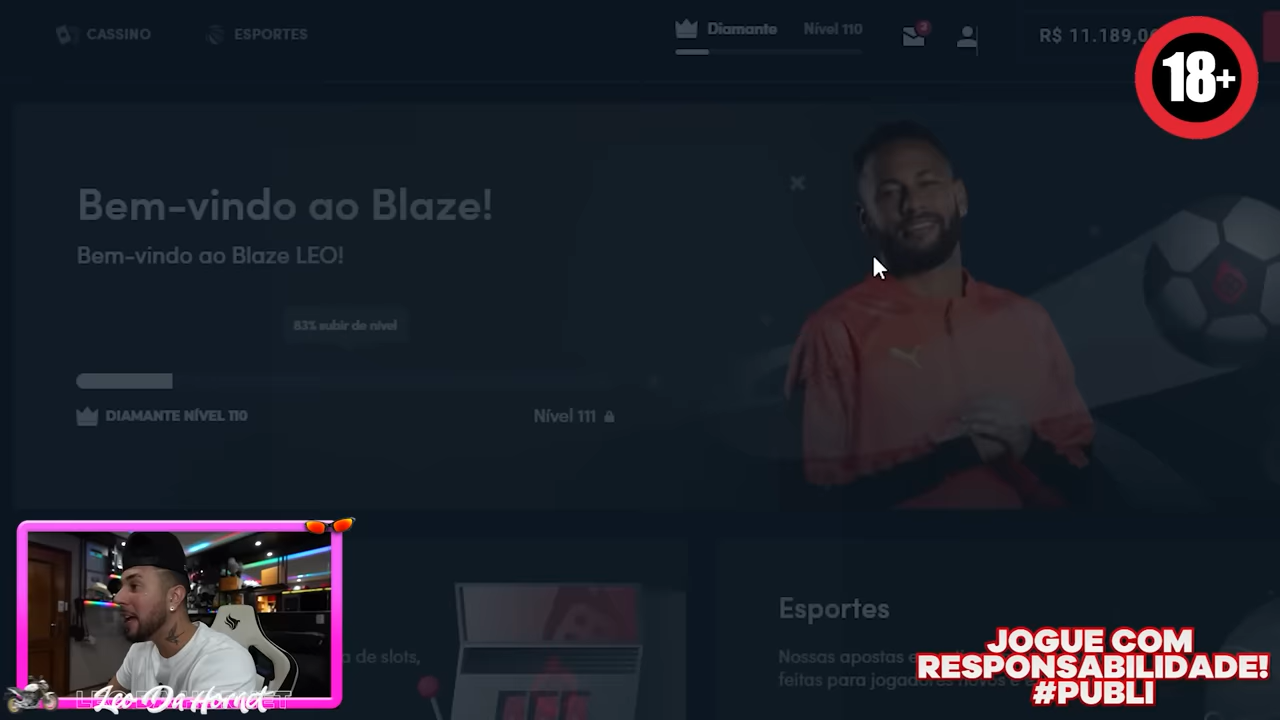 CASSINO
ESPORTES
Diamante
Nível 110
3
R$ 11.189,0
18+
Bem-vindo ao Blaze!
Bem-vindo ao Blaze LEO!
83% subir de nível
DIAMANTE NÍVEL 110
Nível 111
Esportes
a de slots,
Nossas apostas e
feitas para jogadores novos e e
JOGUE COM
RESPONSABILIDADE!
#PUBLI
Leo Da Hornet